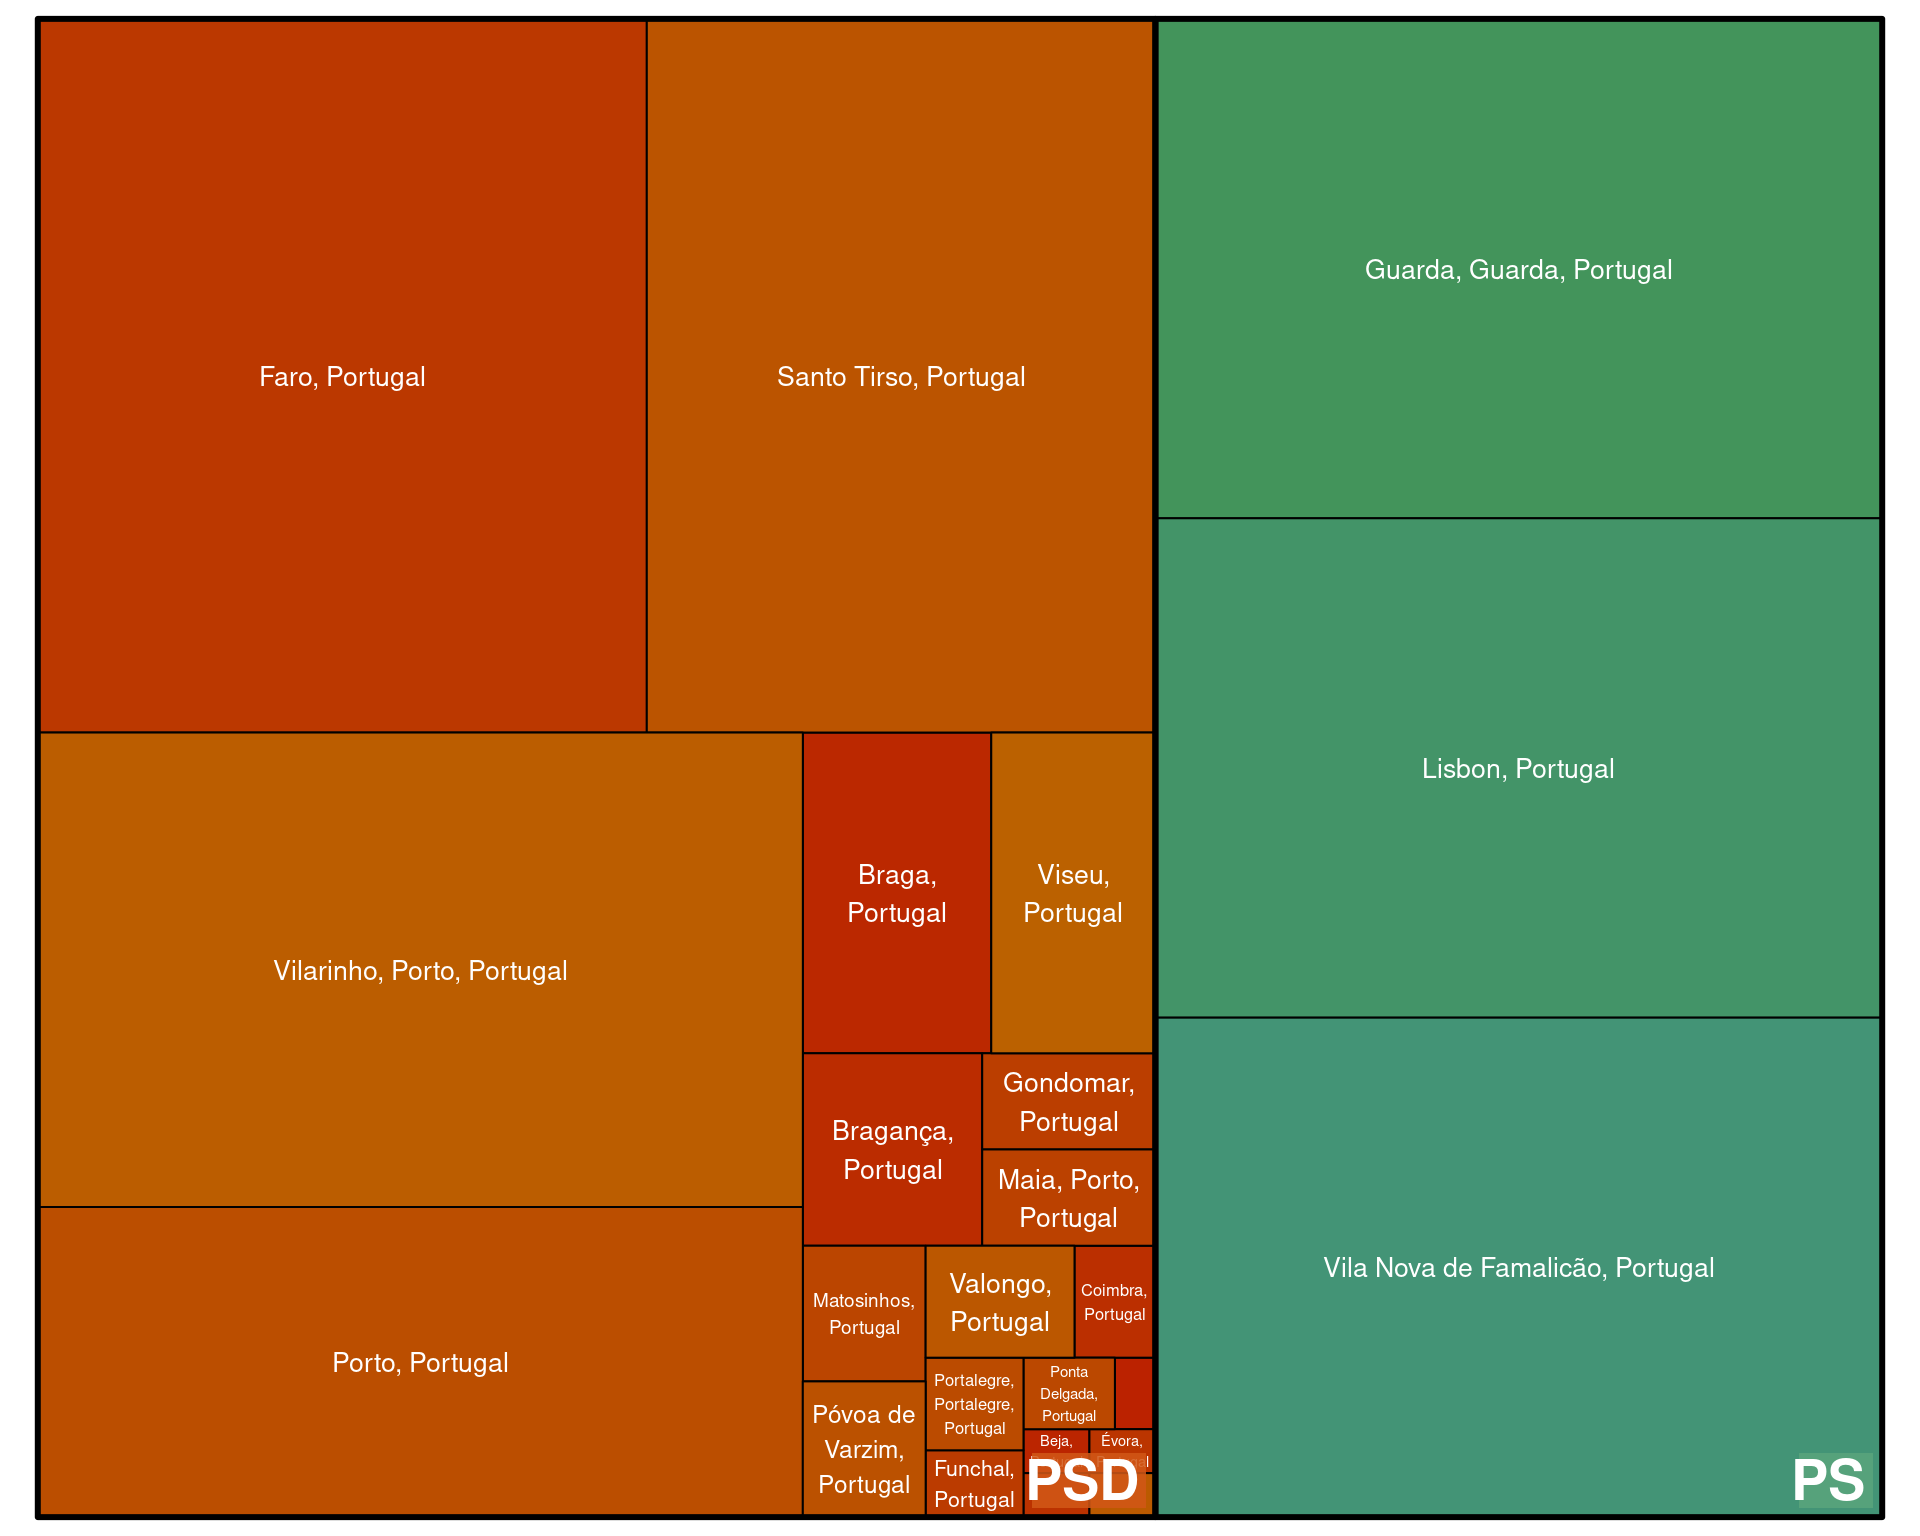 Faro, Portugal
Santo Tirso, Portugal
Guarda, Guarda, Portugal
Lisbon, Portugal
Vilarinho, Porto, Portugal
Braga,
Portugal
Viseu,
Portugal
Bragança,
Portugal
Gondomar,
Portugal
Maia, Porto,
Portugal
Vila Nova de Famalicão, Portugal
Porto, Portugal
Matosinhos,
Portugal
Valongo,
Portugal
Coimbra,
Portugal
Póvoa de
Varzim,
Portugal
Portalegre,
Portalegre,
Portugal
Ponta
Delgada,
Portugal
Funchal,
Portugal
Beja,
Évora,
PSD
PS